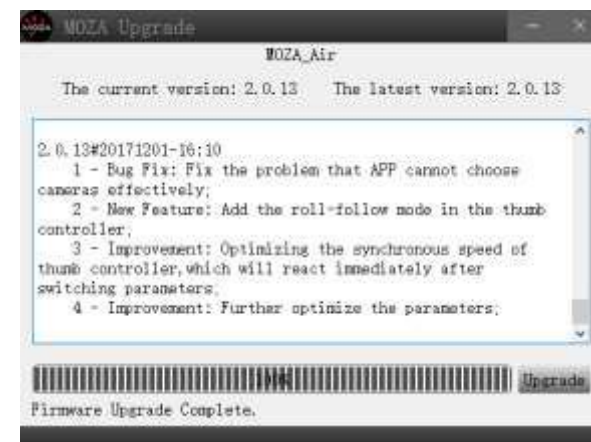 MOZA Upgrade
MOZA_Air
The current version: 2.0.13 The latest version: 2.0.13
2.0.13#20171201-16:10
1 - Bug Fix: Fix the problem that APP cannot choose
cameras effectively;
2 - New Feature: Add the roll-follow mode in the thumb
controller;
3 - Improvement: Optimizing the synchronous speed of
thumb controller,which will react immediately after
switching parameters;
4 - Improvement: Further optimize the parameters;
100%
Upgrade
Firmware Upgrade Complete.